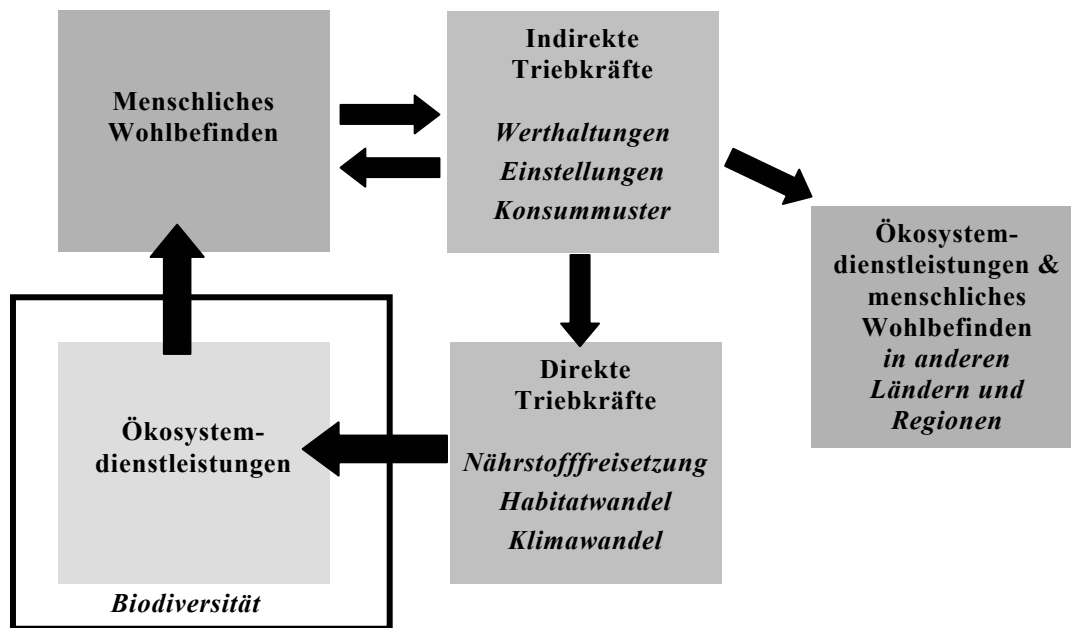 Menschliches
Wohlbefinden
Indirekte
Triebkräfte
Werthaltungen
Einstellungen
Konsummuster
Ökosystem-
dienstleistungen &
menschliches
Wohlbefinden
in anderen
Ländern und
Regionen
Ökosystem-
dienstleistungen
Biodiversität
Direkte
Triebkräfte
Nährstofffreisetzung
Habitatwandel
Klimawandel